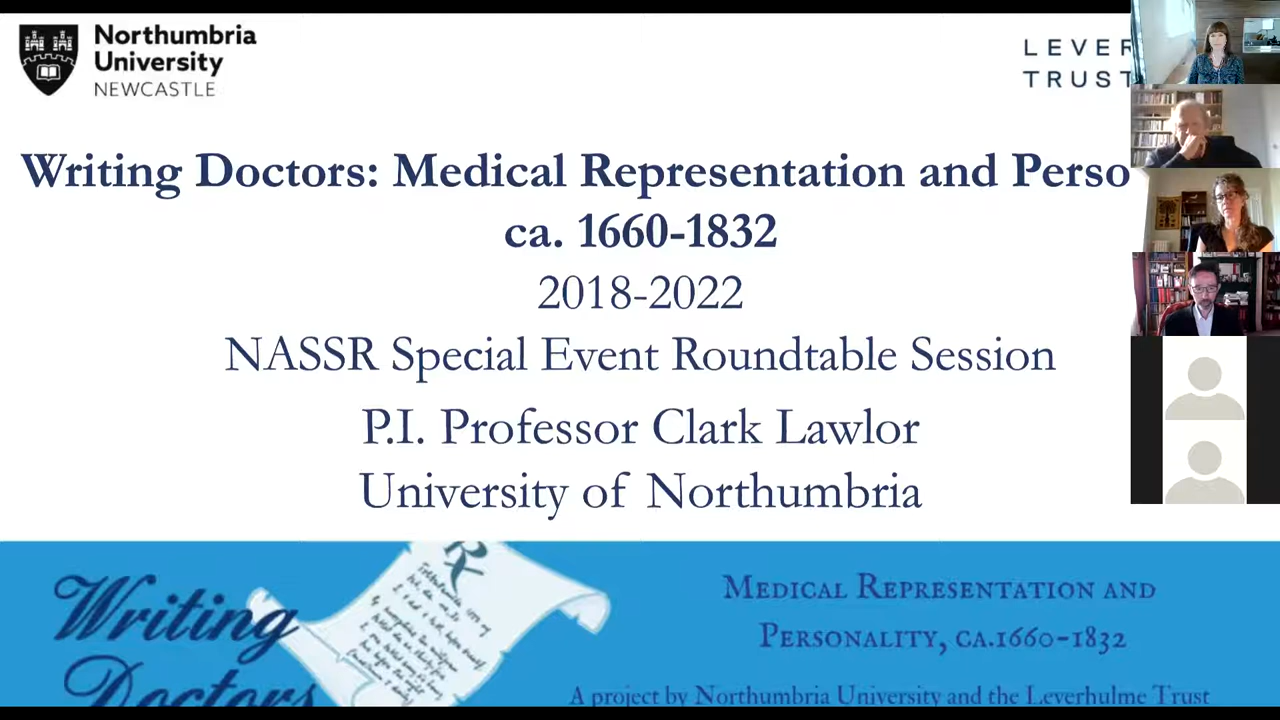 Northumbria
University
NEWCASTLE
LEVER
TRUST
Writing Doctors: Medical Representation and Perso
ca. 1660-1832
2018-2022
NASSR Special Event Roundtable Session
P.I. Professor Clark Lawlor
University of Northumbria
Writing
Doctors
MEDICAL REPRESENTATION AND
PERSONALITY, CA.1660-1832
A project by Northumbria University and the Leverhulme Trust